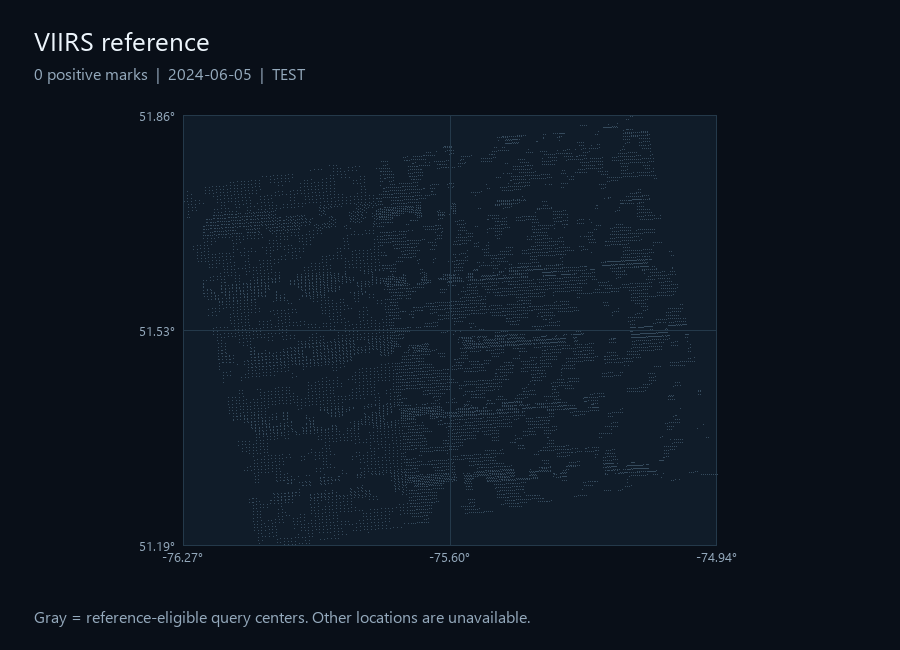 VIIRS reference
0 positive marks | 2024-06-05 | TEST
51.86°
51.53°
51.19°
-76.27°
-75.60°
-74.94°
Gray = reference-eligible query centers. Other locations are unavailable.